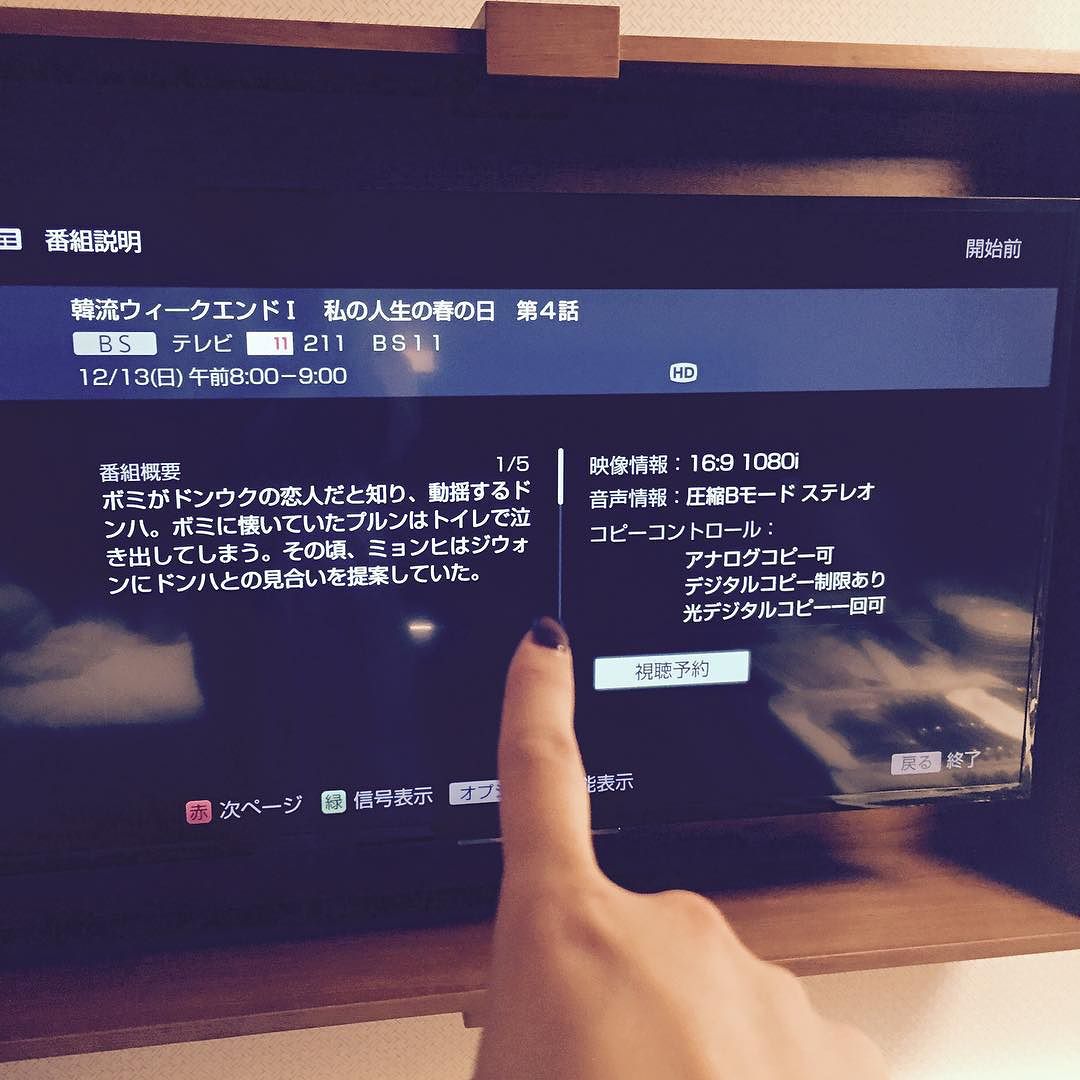 番組説明
開始前
韓流ウィークエンドⅠ 私の人生の春の日 第4話
BS テレビ 11 211 BS11
12/13(日) 午前8:00-9:00
HD
番組概要 1/5
ボミがドンウクの恋人だと知り、動揺するド
ンハ。ボミに懐いていたプルンはトイレで泣
き出してしまう。その頃、ミョンヒはジウォ
ンにドンハとの見合いを提案していた。
映像情報:16:9 1080i
音声情報:圧縮Bモード ステレオ
コピーコントロール:
アナログコピー可
デジタルコピー制限あり
光デジタルコピー一回可
視聴予約
戻る 終了
赤 次ページ 緑 信号表示 オプ 能表示